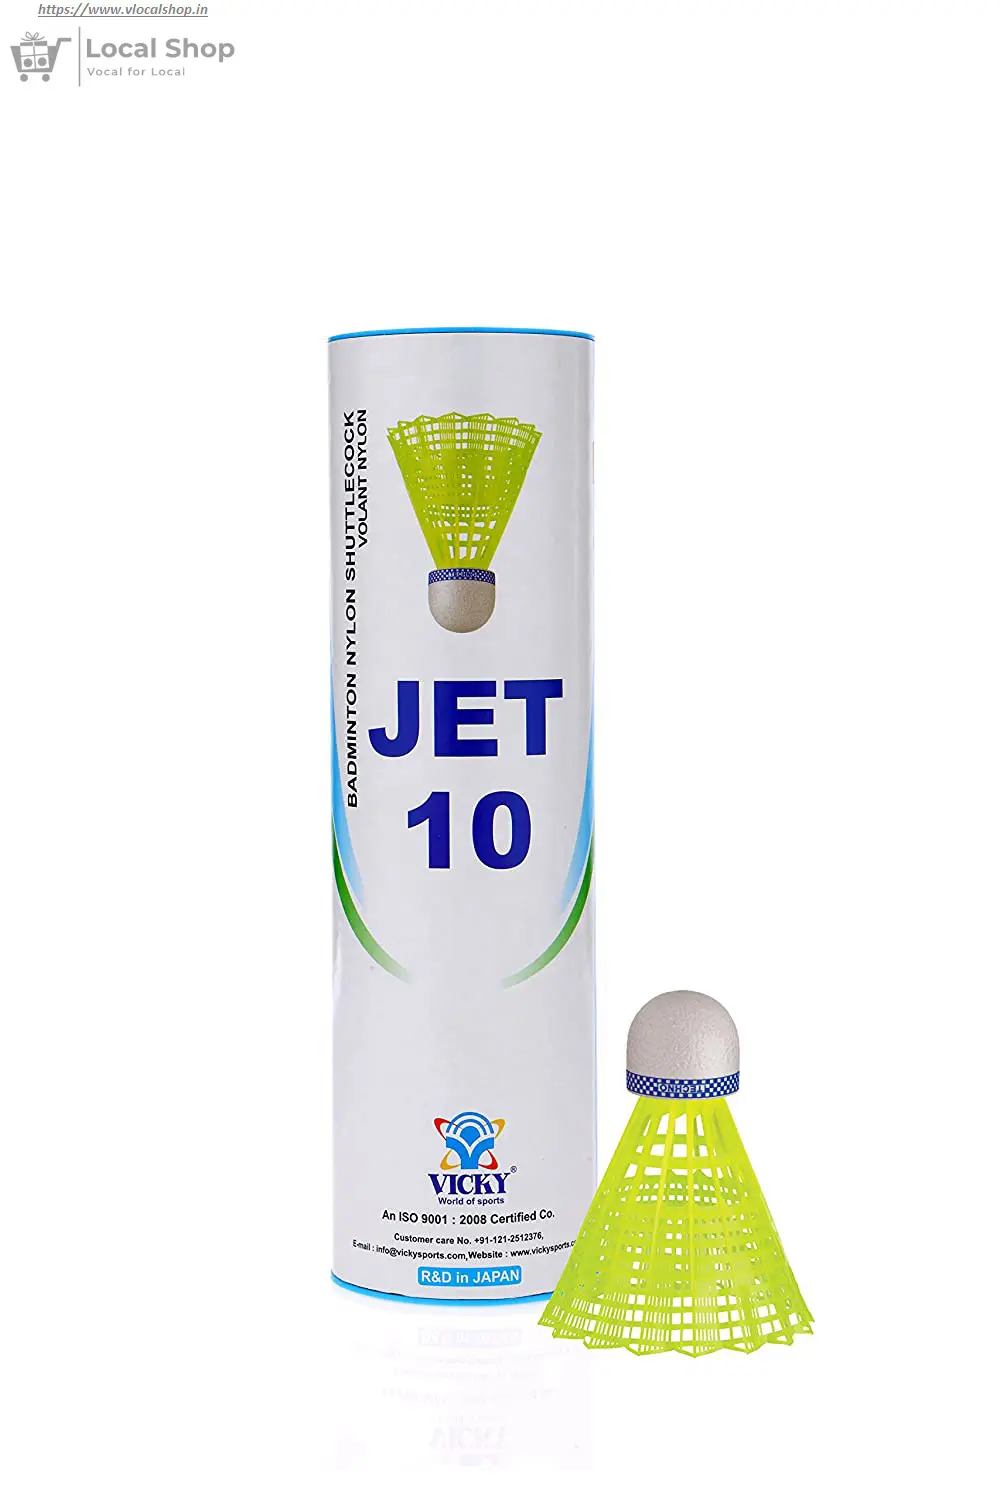 https://www.vlocalshop.in
Local Shop
Vocal for Local
BADMINTON NYLON SHUTTLECOCK
VOLANT NYLON
JET
10
VICKY®
World of sports
An ISO 9001 : 2008 Certified Co.
Customer care No. +91-121-2512376,
E-mail : info@vickysports.com,Website : www.vickysports.c
R&D in JAPAN
TECHNO